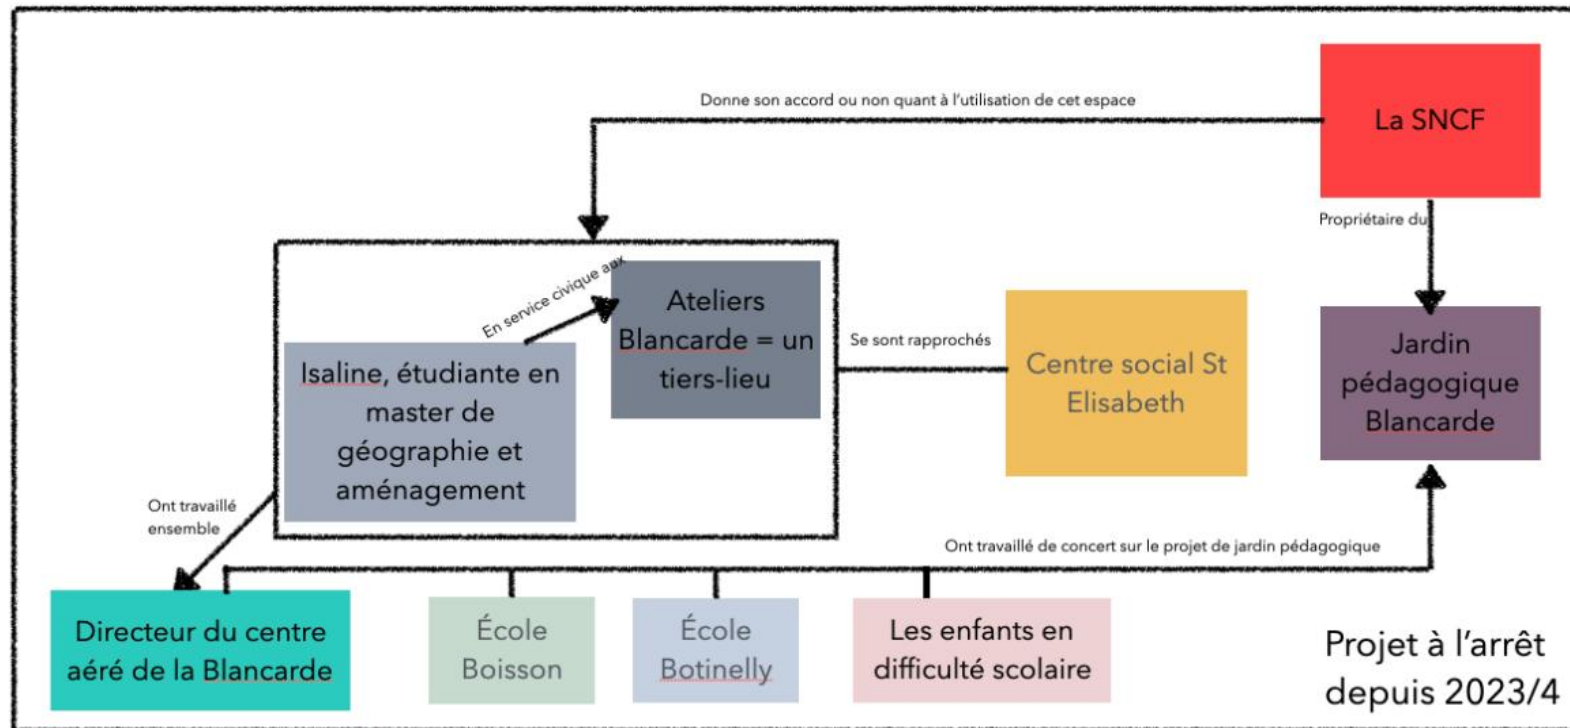 Donne son accord ou non quant à l'utilisation de cet espace
La SNCF
Propriétaire du
En service civique aux
Ateliers
Blancarde = un
tiers-lieu
Isaline, étudiante en
master de
géographie et
aménagement
Se sont rapprochés
Centre social St
Elisabeth
Jardin
pédagogique
Blancarde
Ont travaillé
ensemble
Ont travaillé de concert sur le projet de jardin pédagogique
Directeur du centre
aéré de la Blancarde
École
Boisson
École
Botinelly
Les enfants en
difficulté scolaire
Projet à l'arrêt
depuis 2023/4